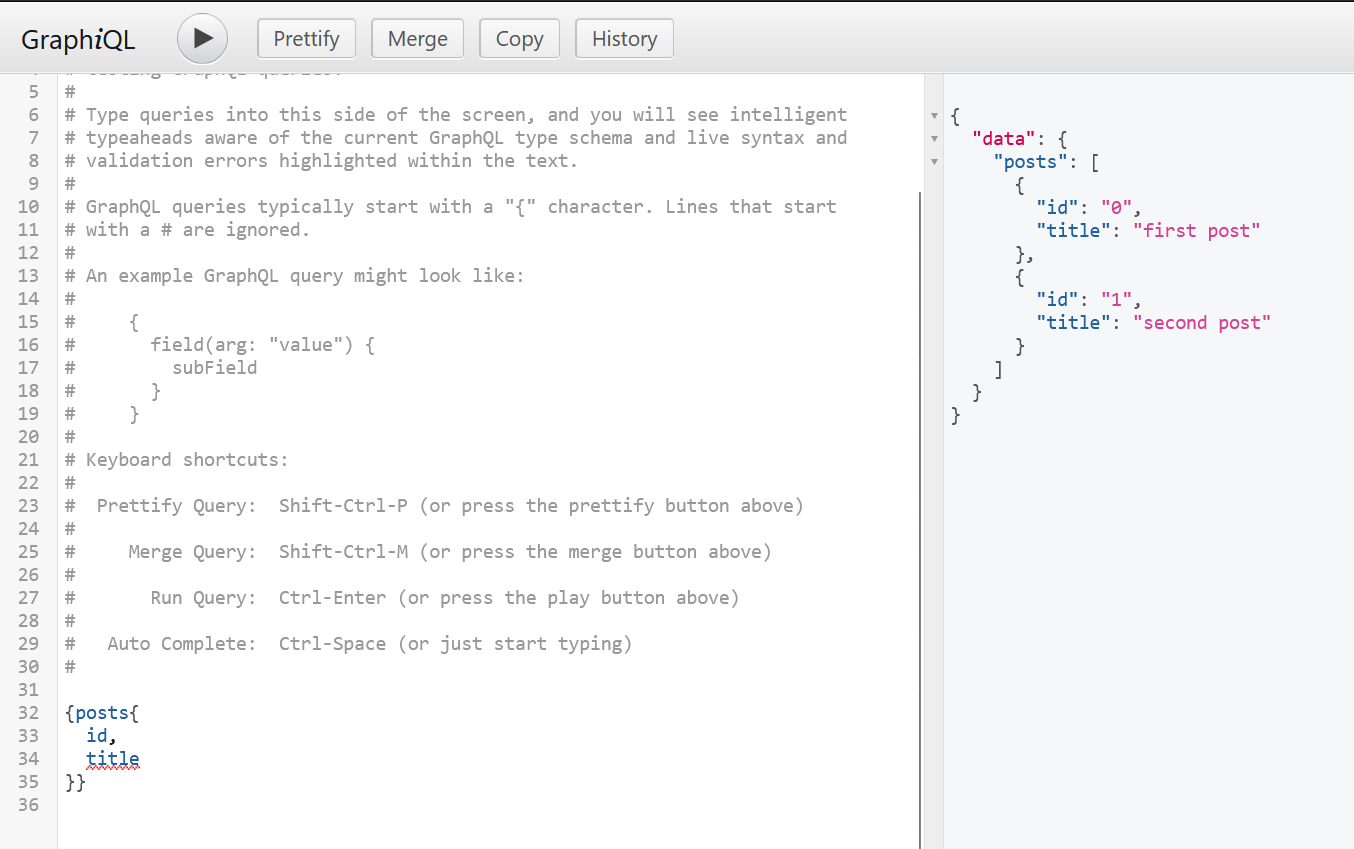 GraphiQL
Prettify
Merge
Copy
History
5 #
6 # Type queries into this side of the screen, and you will see intelligent
7 # typeaheads aware of the current GraphQL type schema and live syntax and
8 # validation errors highlighted within the text.
9 #
10 # GraphQL queries typically start with a "{" character. Lines that start
11 # with a # are ignored.
12 #
13 # An example GraphQL query might look like:
14 #
15 #     {
16 #       field(arg: "value") {
17 #         subField
18 #       }
19 #     }
20 #
21 # Keyboard shortcuts:
22 #
23 #  Prettify Query:  Shift-Ctrl-P (or press the prettify button above)
24 #
25 #     Merge Query:  Shift-Ctrl-M (or press the merge button above)
26 #
27 #       Run Query:  Ctrl-Enter (or press the play button above)
28 #
29 #   Auto Complete:  Ctrl-Space (or just start typing)
30 #
31
32 {posts{
33   id,
34   title
35 }}
36
{
  "data": {
    "posts": [
      {
        "id": "0",
        "title": "first post"
      },
      {
        "id": "1",
        "title": "second post"
      }
    ]
  }
}